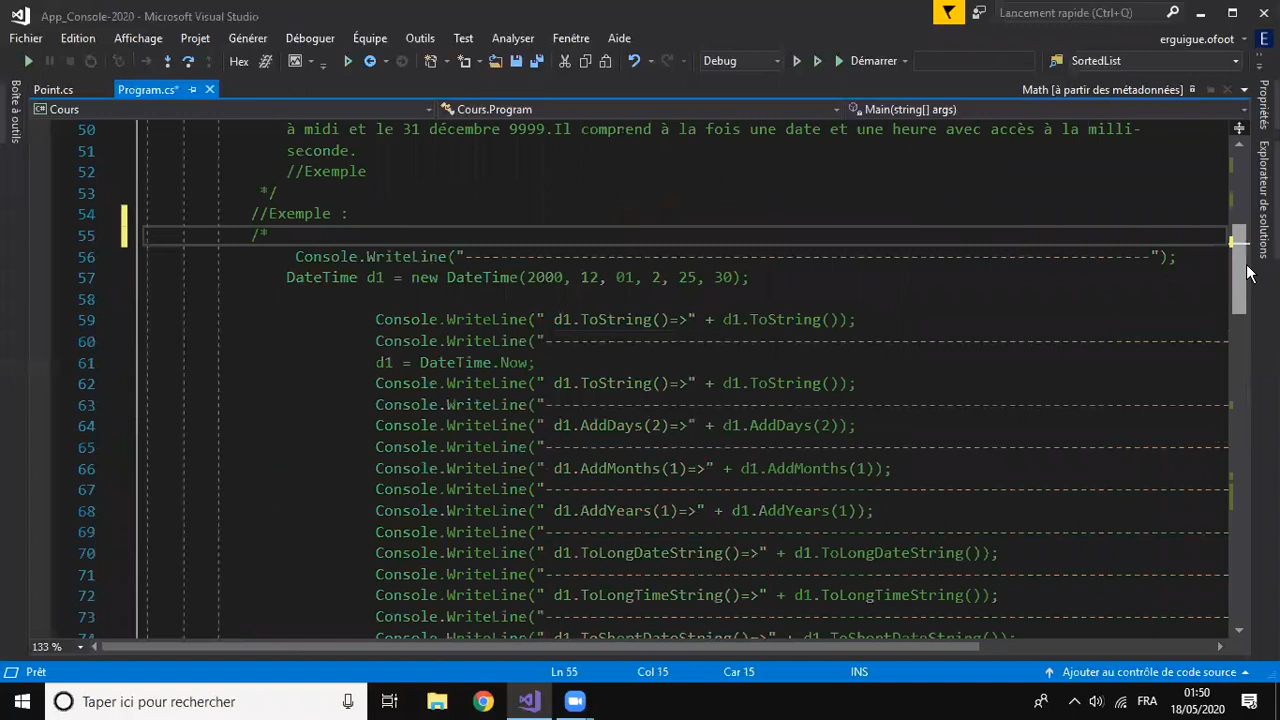 App_Console-2020 - Microsoft Visual Studio
Lancement rapide (Ctrl+D)
Fichier Edition Affichage Projet Générer Déboguer Équipe Outils Test Analyser Fenêtre Aide
erguigue.ofoot E
Hex Debug Démarrer SortedList
Point.cs Program.cs*
Math [à partir des métadonnées]
Cours Cours.Program Main(string[] args)
Boîte à outils
Propriétés
Explorateur de solutions
50 à midi et le 31 décembre 9999.Il comprend à la fois une date et une heure avec accès à la milli-
51 seconde.
52 //Exemple
53 */
54 //Exemple :
55 /*
56 Console.WriteLine("------------------------------------------------------------------------------");
57 DateTime d1 = new DateTime(2000, 12, 01, 2, 25, 30);
58
59 Console.WriteLine(" d1.ToString()=>" + d1.ToString());
60 Console.WriteLine("------------------------------------------------------------------------------
61 d1 = DateTime.Now;
62 Console.WriteLine(" d1.ToString()=>" + d1.ToString());
63 Console.WriteLine("------------------------------------------------------------------------------
64 Console.WriteLine(" d1.AddDays(2)=>" + d1.AddDays(2));
65 Console.WriteLine("------------------------------------------------------------------------------
66 Console.WriteLine(" d1.AddMonths(1)=>" + d1.AddMonths(1));
67 Console.WriteLine("------------------------------------------------------------------------------
68 Console.WriteLine(" d1.AddYears(1)=>" + d1.AddYears(1));
69 Console.WriteLine("------------------------------------------------------------------------------
70 Console.WriteLine(" d1.ToLongDateString()=>" + d1.ToLongDateString());
71 Console.WriteLine("------------------------------------------------------------------------------
72 Console.WriteLine(" d1.ToLongTimeString()=>" + d1.ToLongTimeString());
73 Console.WriteLine("------------------------------------------------------------------------------
74 Console.WriteLine(" d1.ToShortDateString()=>" + d1.ToShortDateString());
133 %
Prêt Ln 55 Col 15 Car 15 INS Ajouter au contrôle de code source
Taper ici pour rechercher
FRA
01:50
18/05/2020